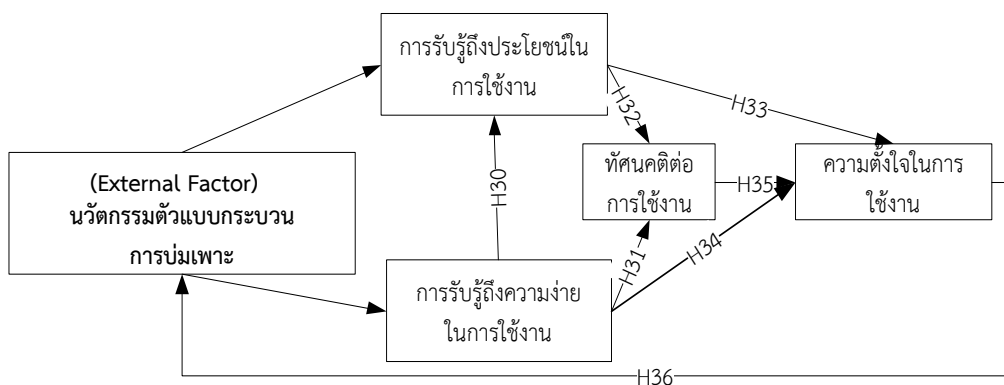 การรับรู้ถึงประโยชน์ใน
การใช้งาน
H32
H33
(External Factor)
นวัตกรรมตัวแบบกระบวน
การบ่มเพาะ
H30
ทัศนคติต่อ
การใช้งาน
H35
ความตั้งใจในการ
ใช้งาน
H31
H34
การรับรู้ถึงความง่าย
ในการใช้งาน
H36